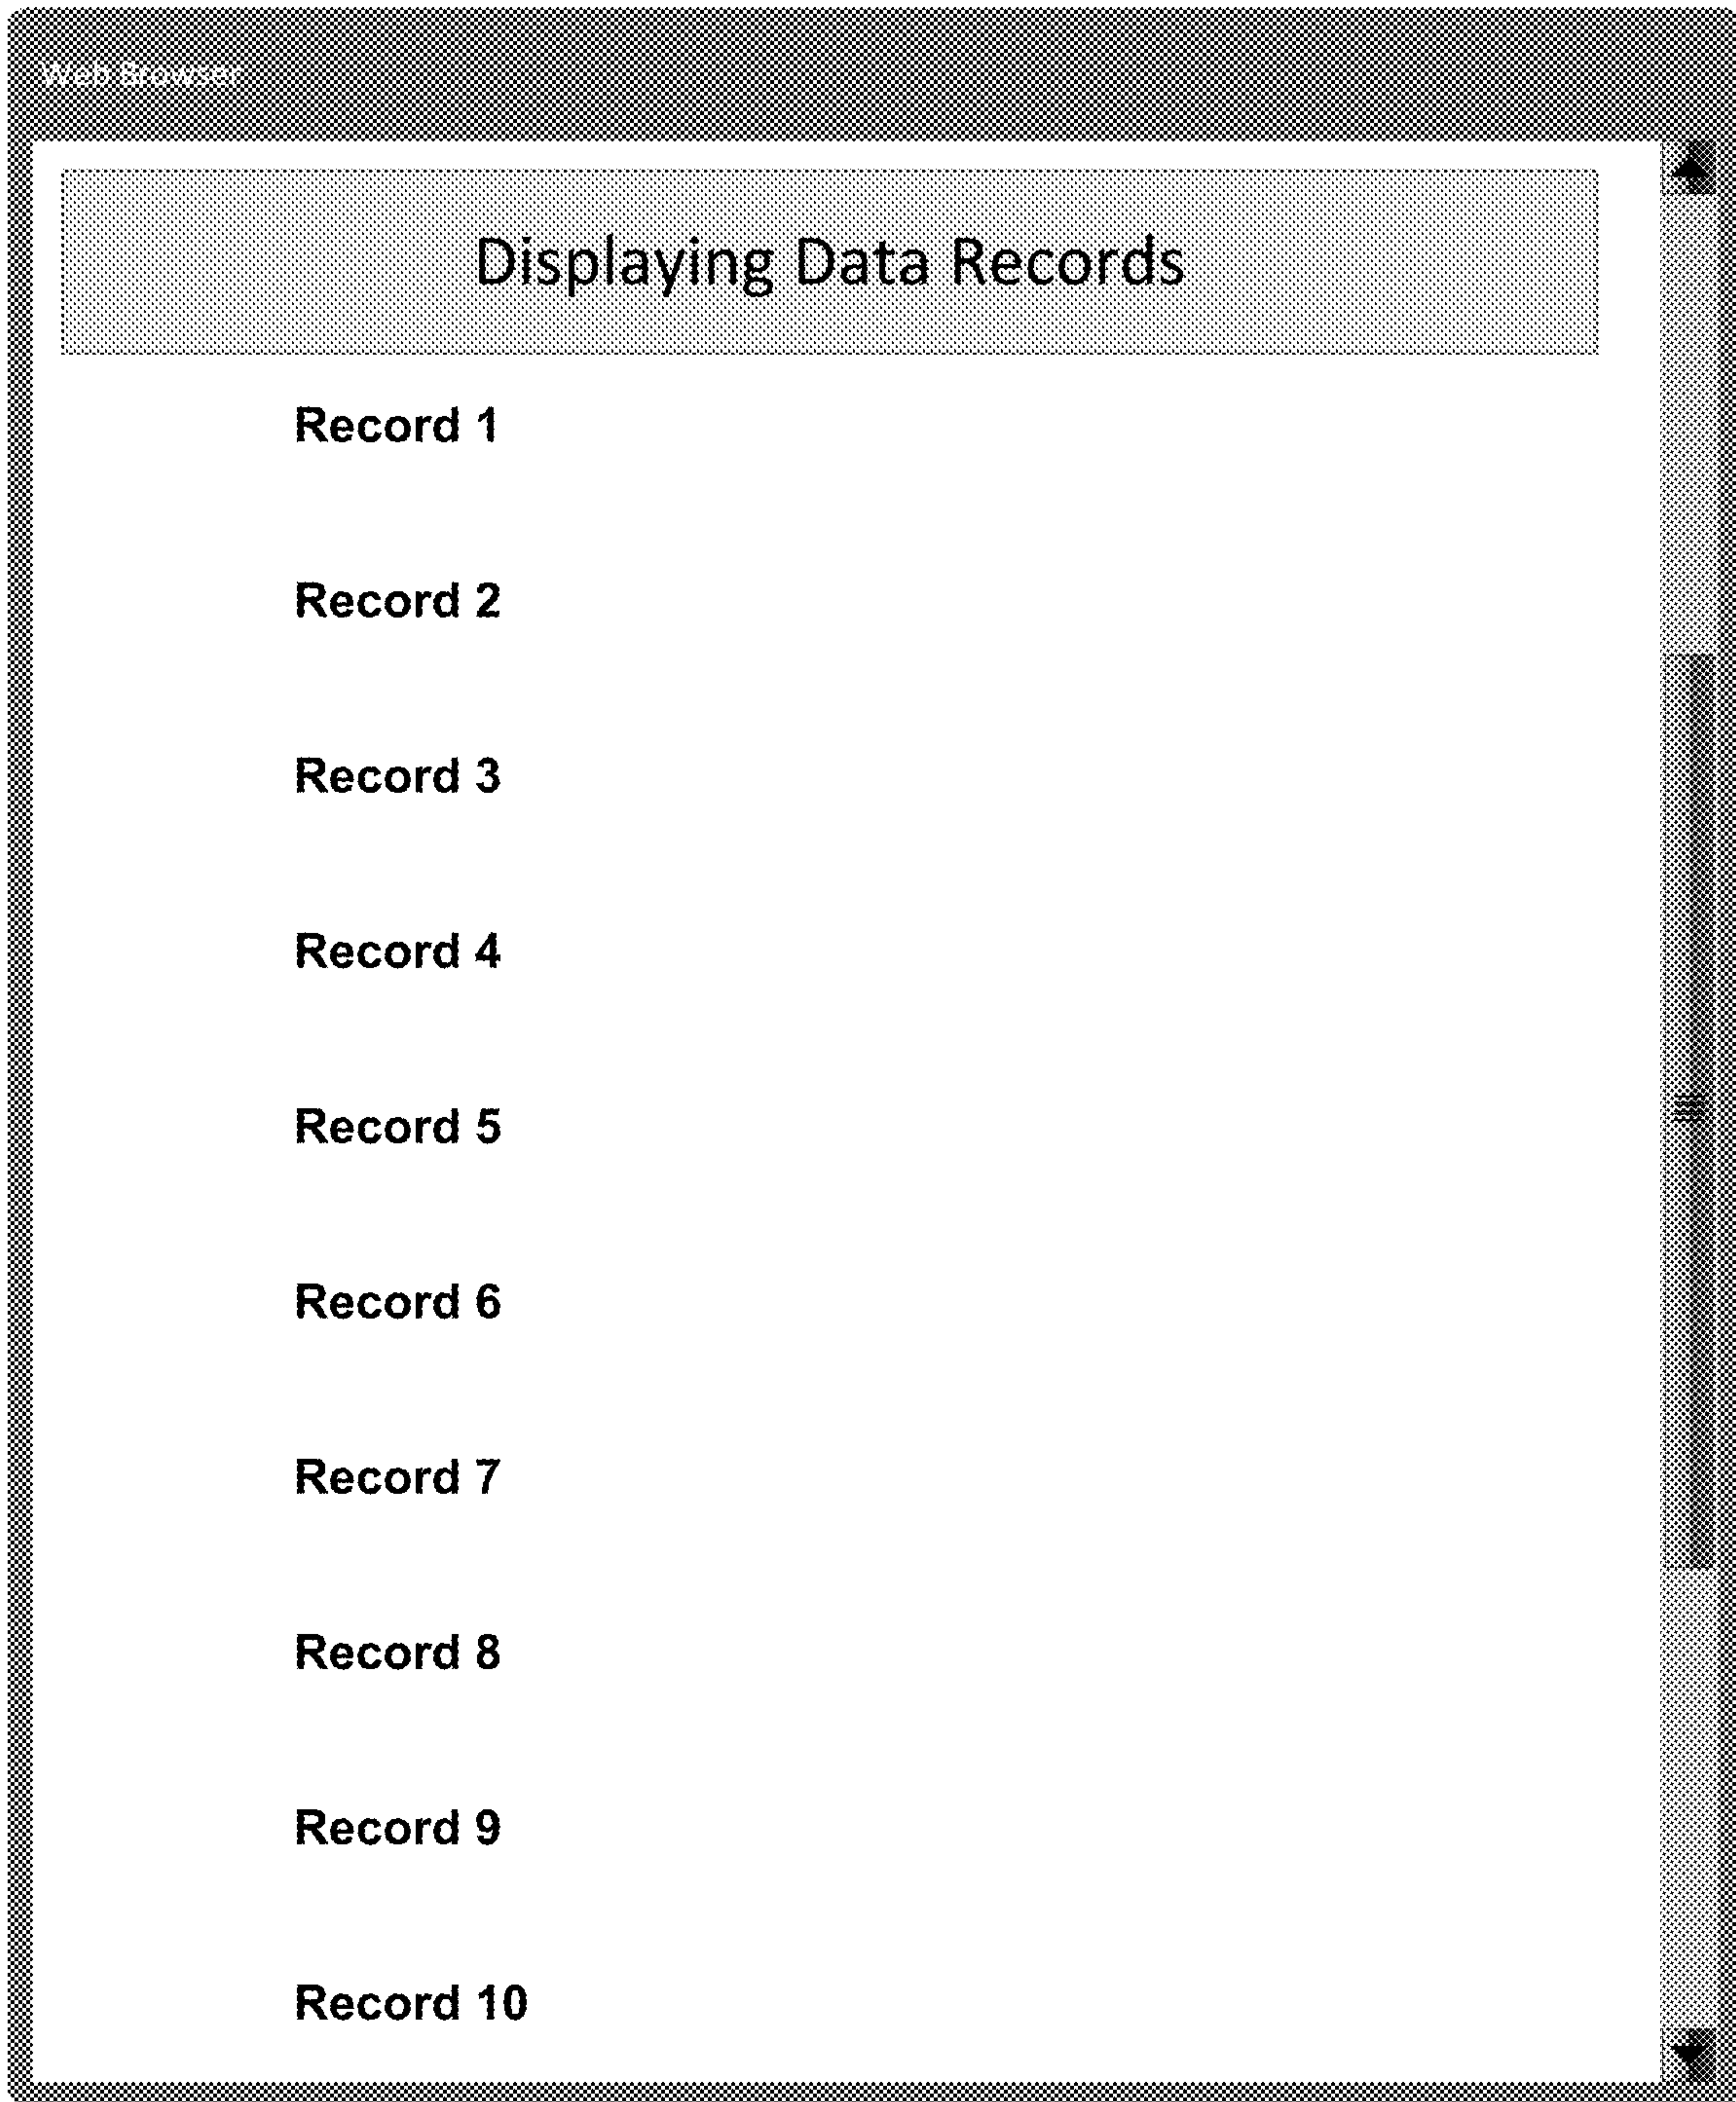 Web Browser
Displaying Data Records
Record 1
Record 2
Record 3
Record 4
Record 5
Record 6
Record 7
Record 8
Record 9
Record 10